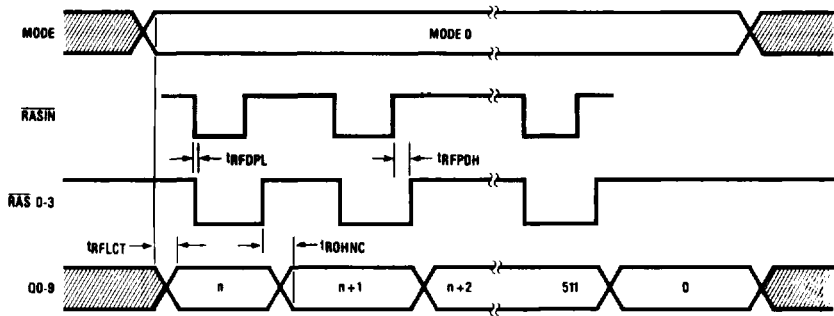 MODE
MODE 0
RASIN
tRFDPL
tRFPDH
RAS 0-3
tRFLCT
tROHNC
Q0-9
n
n+1
n+2
511
0